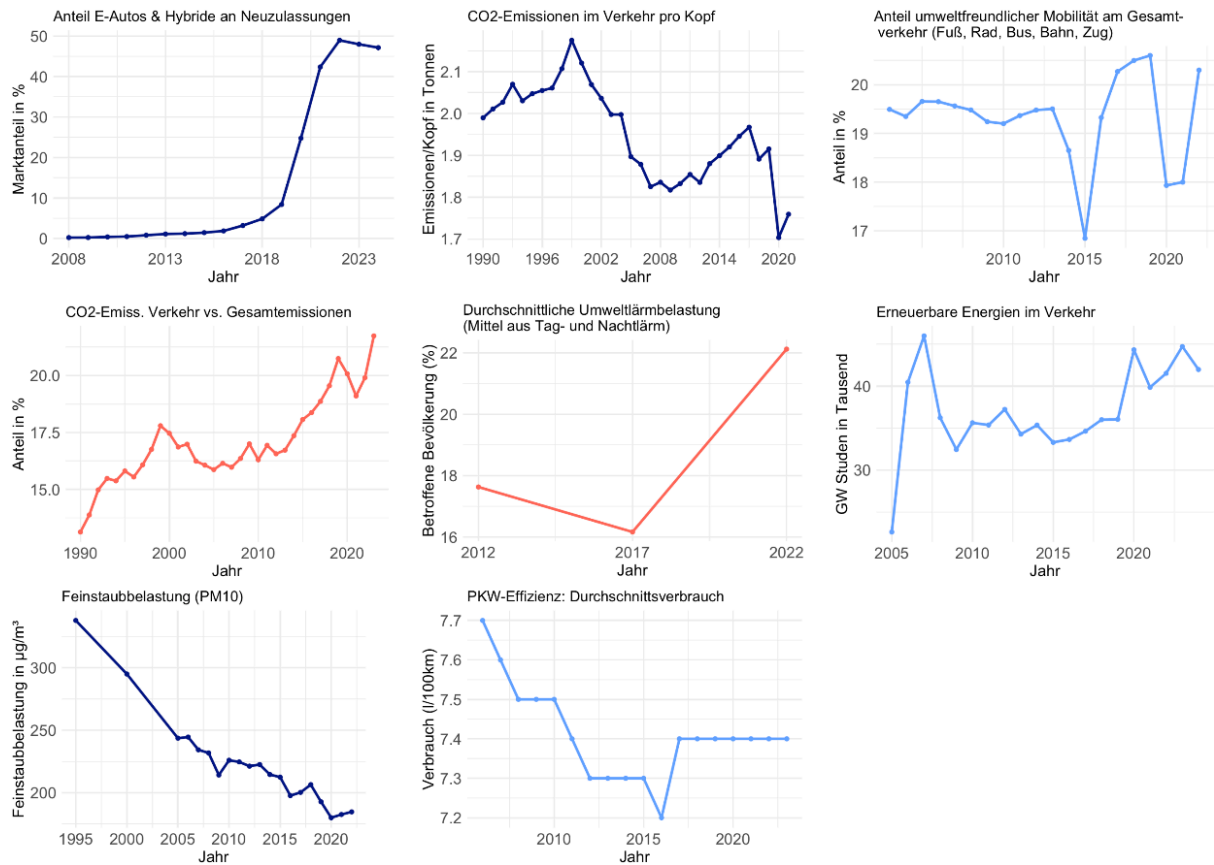 Anteil E-Autos & Hybride an Neuzulassungen
Marktanteil in %
50
40
30
20
10
0
2008 2013 2018 2023
Jahr
CO2-Emissionen im Verkehr pro Kopf
Emissionen/Kopf in Tonnen
2.1
2.0
1.9
1.8
1.7
1990 1996 2002 2008 2014 2020
Jahr
Anteil umweltfreundlicher Mobilität am Gesamt-
verkehr (Fuß, Rad, Bus, Bahn, Zug)
Anteil in %
20
19
18
17
2010 2015 2020
Jahr
CO2-Emiss. Verkehr vs. Gesamtemissionen
Anteil in %
20.0
17.5
15.0
1990 2000 2010 2020
Jahr
Durchschnittliche Umweltlärmbelastung
(Mittel aus Tag- und Nachtlärm)
Betroffene Bevölkerung (%)
22
20
18
16
2012 2017 2022
Jahr
Erneuerbare Energien im Verkehr
GW Studen in Tausend
40
30
2005 2010 2015 2020
Jahr
Feinstaubbelastung (PM10)
Feinstaubbelastung in µg/m³
300
250
200
1995 2000 2005 2010 2015 2020
Jahr
PKW-Effizienz: Durchschnittsverbrauch
Verbrauch (l/100km)
7.7
7.6
7.5
7.4
7.3
7.2
2010 2015 2020
Jahr